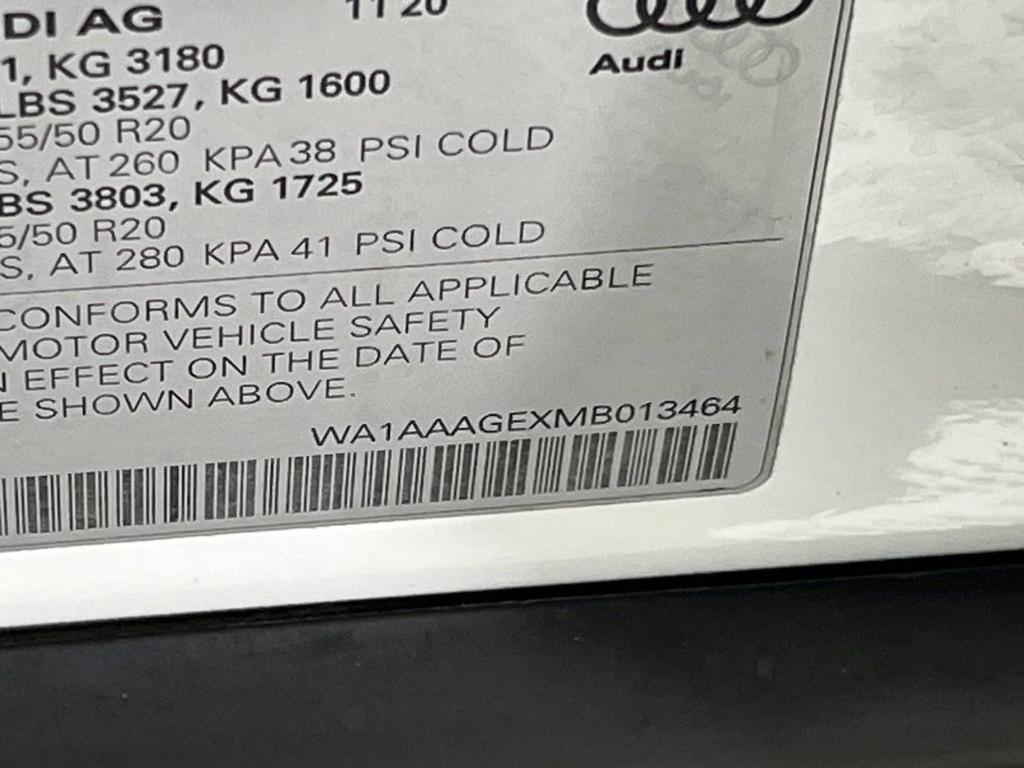 DI AG 11 20
1, KG 3180
LBS 3527, KG 1600
Audi
55/50 R20
S, AT 260 KPA 38 PSI COLD
BS 3803, KG 1725
5/50 R20
S, AT 280 KPA 41 PSI COLD
CONFORMS TO ALL APPLICABLE
MOTOR VEHICLE SAFETY
N EFFECT ON THE DATE OF
E SHOWN ABOVE.
WA1AAAGEXMB013464